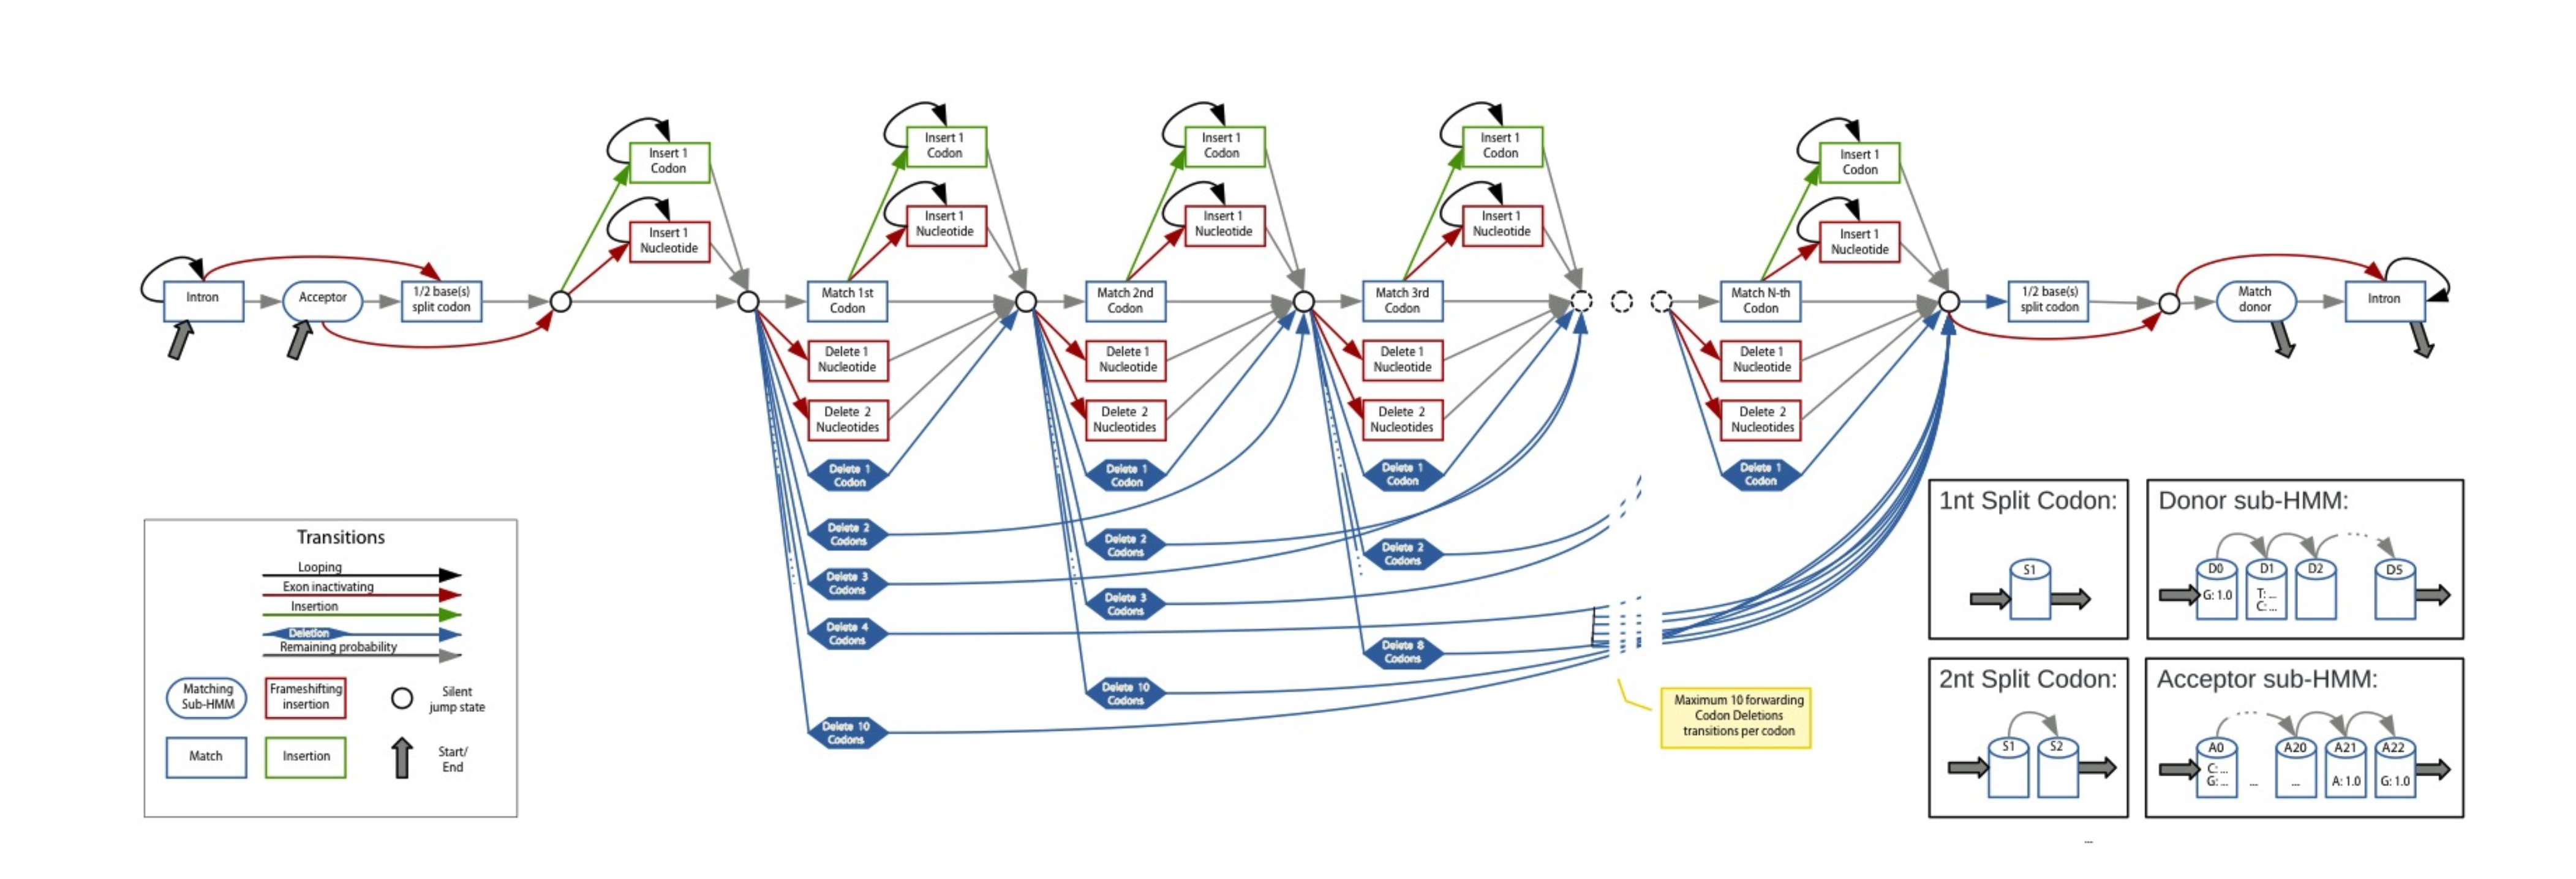 Insert 1
Codon
Insert 1
Nucleotide
Insert 1
Codon
Insert 1
Nucleotide
Insert 1
Codon
Insert 1
Nucleotide
Insert 1
Codon
Insert 1
Nucleotide
Insert 1
Codon
Insert 1
Nucleotide
Intron
Acceptor
1/2 base(s)
split codon
Match 1st
Codon
Match 2nd
Codon
Match 3rd
Codon
Match N-th
Codon
1/2 base(s)
split codon
Match
donor
Intron
Delete 1
Nucleotide
Delete 2
Nucleotides
Delete 1
Codon
Delete 2
Codons
Delete 3
Codons
Delete 4
Codons
Delete 10
Codons
Delete 1
Nucleotide
Delete 2
Nucleotides
Delete 1
Codon
Delete 2
Codons
Delete 3
Codons
Delete 10
Codons
Delete 1
Nucleotide
Delete 2
Nucleotides
Delete 1
Codon
Delete 2
Codons
Delete 8
Codons
Delete 1
Nucleotide
Delete 2
Nucleotides
Delete 1
Codon
Maximum 10 forwarding
Codon Deletions
transitions per codon
Transitions
Looping
Exon inactivating
Insertion
Deletion
Remaining probability
Matching
Sub-HMM
Frameshifting
insertion
Silent
jump state
Match
Insertion
Start/
End
1nt Split Codon:
S1
Donor sub-HMM:
D0 D1 D2 D5
G: 1.0
T: ...
C: ...
...
2nt Split Codon:
S1 S2
Acceptor sub-HMM:
...
A0 A20 A21 A22
C: ...
G: ... ... ... A: 1.0 G: 1.0
...